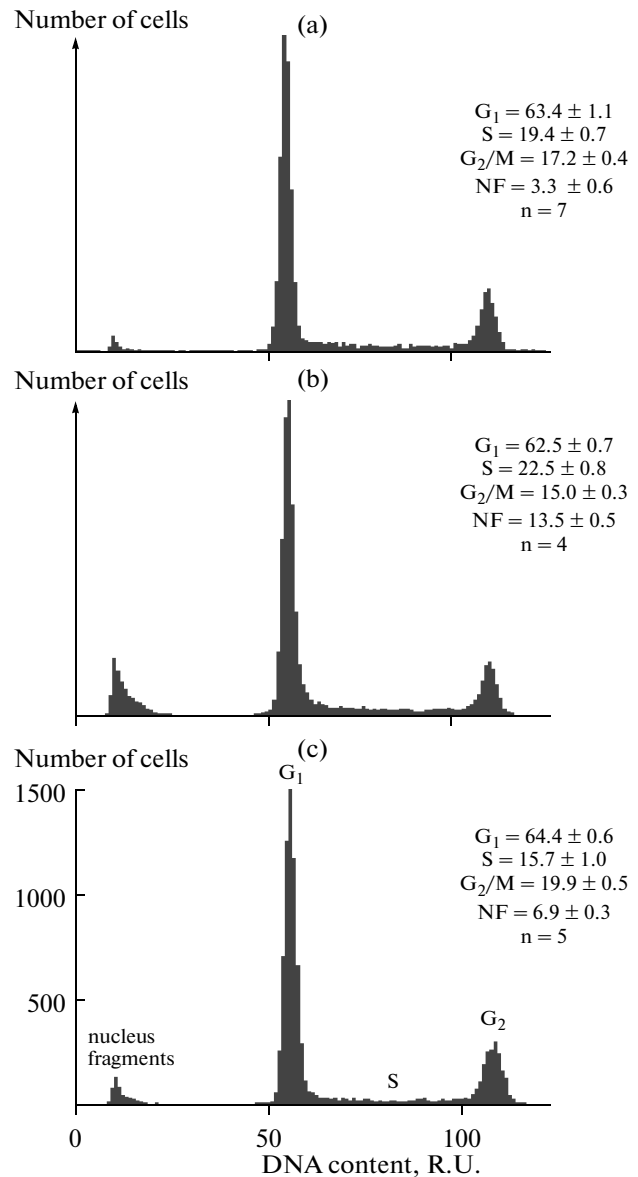 Number of cells
(a)
G₁ = 63.4 ± 1.1
S = 19.4 ± 0.7
G₂/M = 17.2 ± 0.4
NF = 3.3 ± 0.6
n = 7
Number of cells
(b)
G₁ = 62.5 ± 0.7
S = 22.5 ± 0.8
G₂/M = 15.0 ± 0.3
NF = 13.5 ± 0.5
n = 4
Number of cells
(c)
G₁
1500
G₁ = 64.4 ± 0.6
S = 15.7 ± 1.0
G₂/M = 19.9 ± 0.5
NF = 6.9 ± 0.3
n = 5
1000
500
nucleus
fragments
S
G₂
0
50
100
DNA content, R.U.